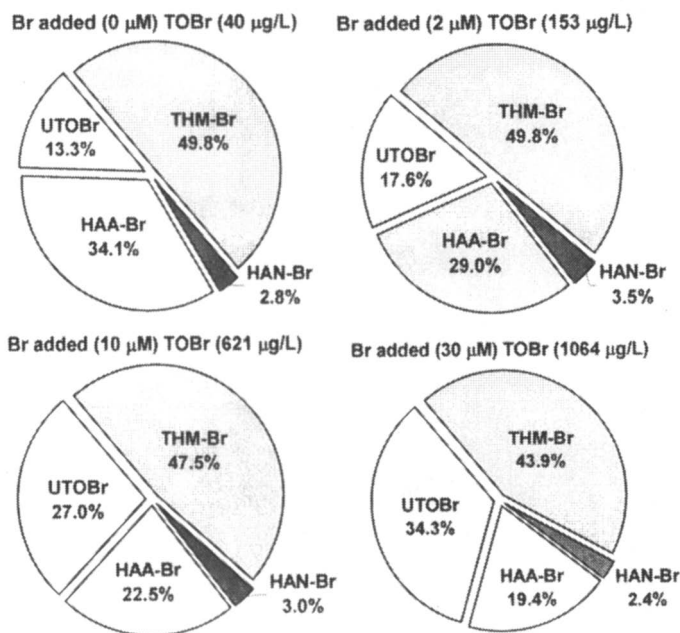 Br added (0 μM) TOBr (40 μg/L)
THM-Br
49.8%
UTOBr
13.3%
HAA-Br
34.1%
HAN-Br
2.8%
Br added (2 μM) TOBr (153 μg/L)
THM-Br
49.8%
UTOBr
17.6%
HAA-Br
29.0%
HAN-Br
3.5%
Br added (10 μM) TOBr (621 μg/L)
THM-Br
47.5%
UTOBr
27.0%
HAA-Br
22.5%
HAN-Br
3.0%
Br added (30 μM) TOBr (1064 μg/L)
THM-Br
43.9%
UTOBr
34.3%
HAA-Br
19.4%
HAN-Br
2.4%